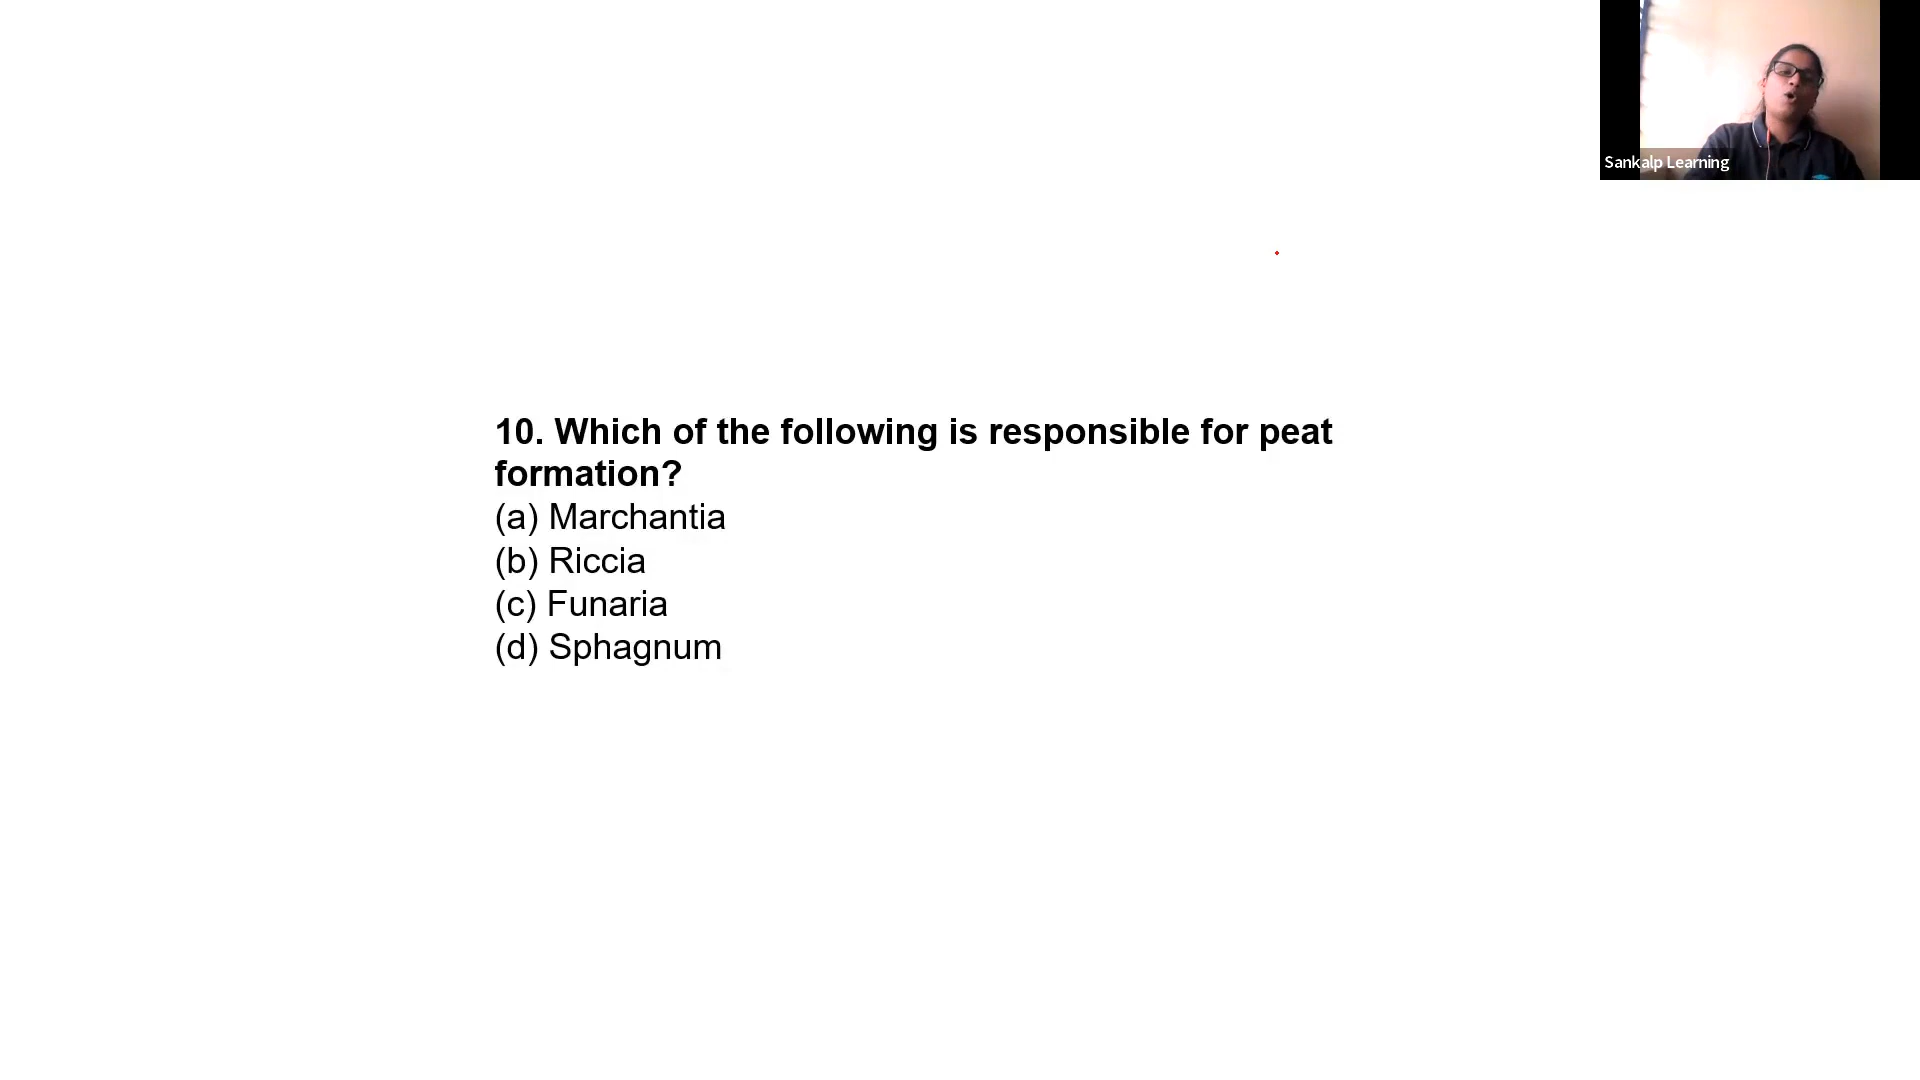 Sankalp Learning
10. Which of the following is responsible for peat
formation?
(a) Marchantia
(b) Riccia
(c) Funaria
(d) Sphagnum